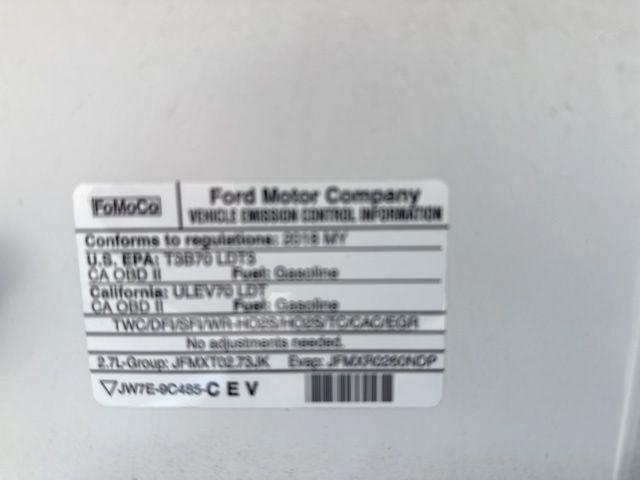 FoMoCo
Ford Motor Company
VEHICLE EMISSION CONTROL INFORMATION
Conforms to regulations: 2018 MY
U.S. EPA: T3B70 LDT3
CA OBD II Fuel: Gasoline
California: ULEV70 LDT
CA OBD II Fuel: Gasoline
TWC/DFI/SFI/WR-HO2S/HO2S/TC/CAC/EGR
No adjustments needed.
2.7L-Group: JFMXT02.73JK Evap: JFMXR0260NDP
JW7E-9C485-CEV